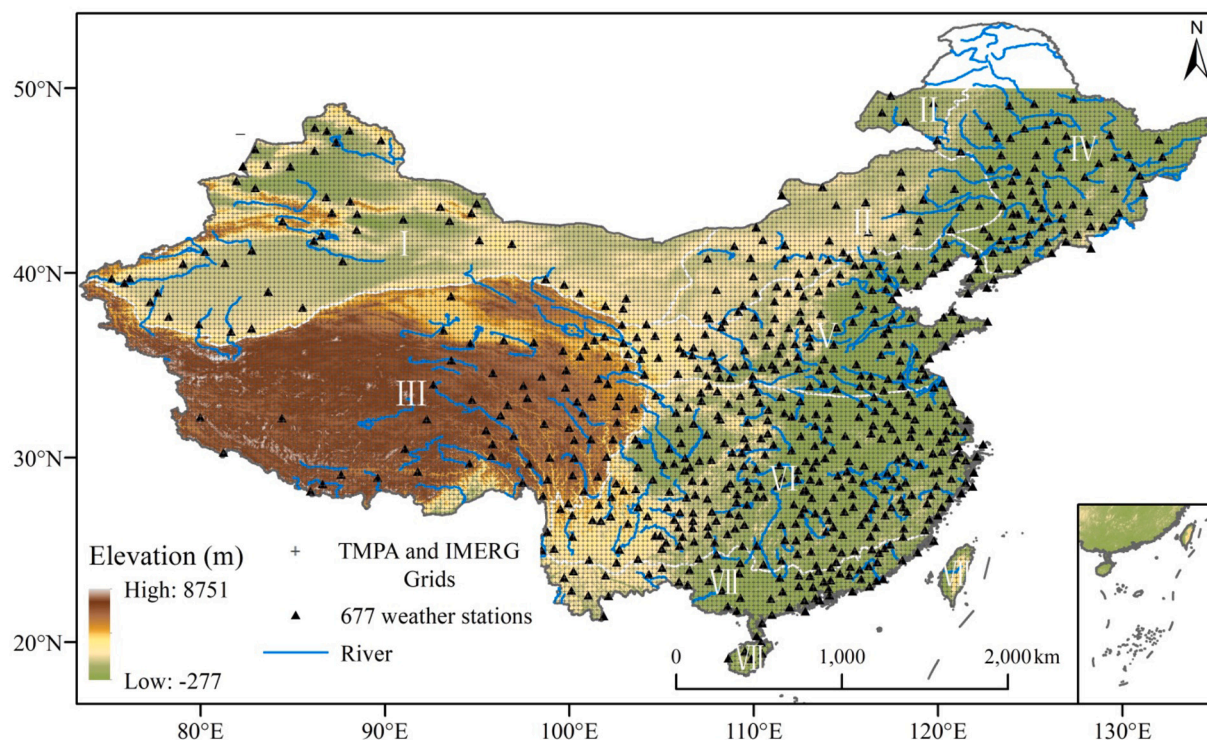 N
50°N
40°N
30°N
20°N
II
IV
II
I
V
III
VI
VII
VII
VII
Elevation (m)
High: 8751
Low: -277
TMPA and IMERG
Grids
677 weather stations
River
0 1,000 2,000 km
80°E 90°E 100°E 110°E 120°E 130°E